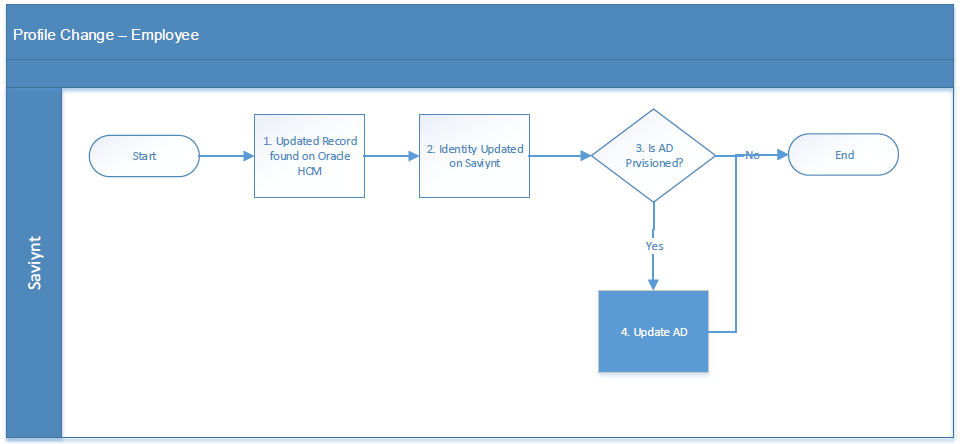 Profile Change – Employee
Saviynt
Start
1. Updated Record
found on Oracle
HCM
2. Identity Updated
on Saviynt
3. Is AD
Prvisioned?
No
End
Yes
4. Update AD